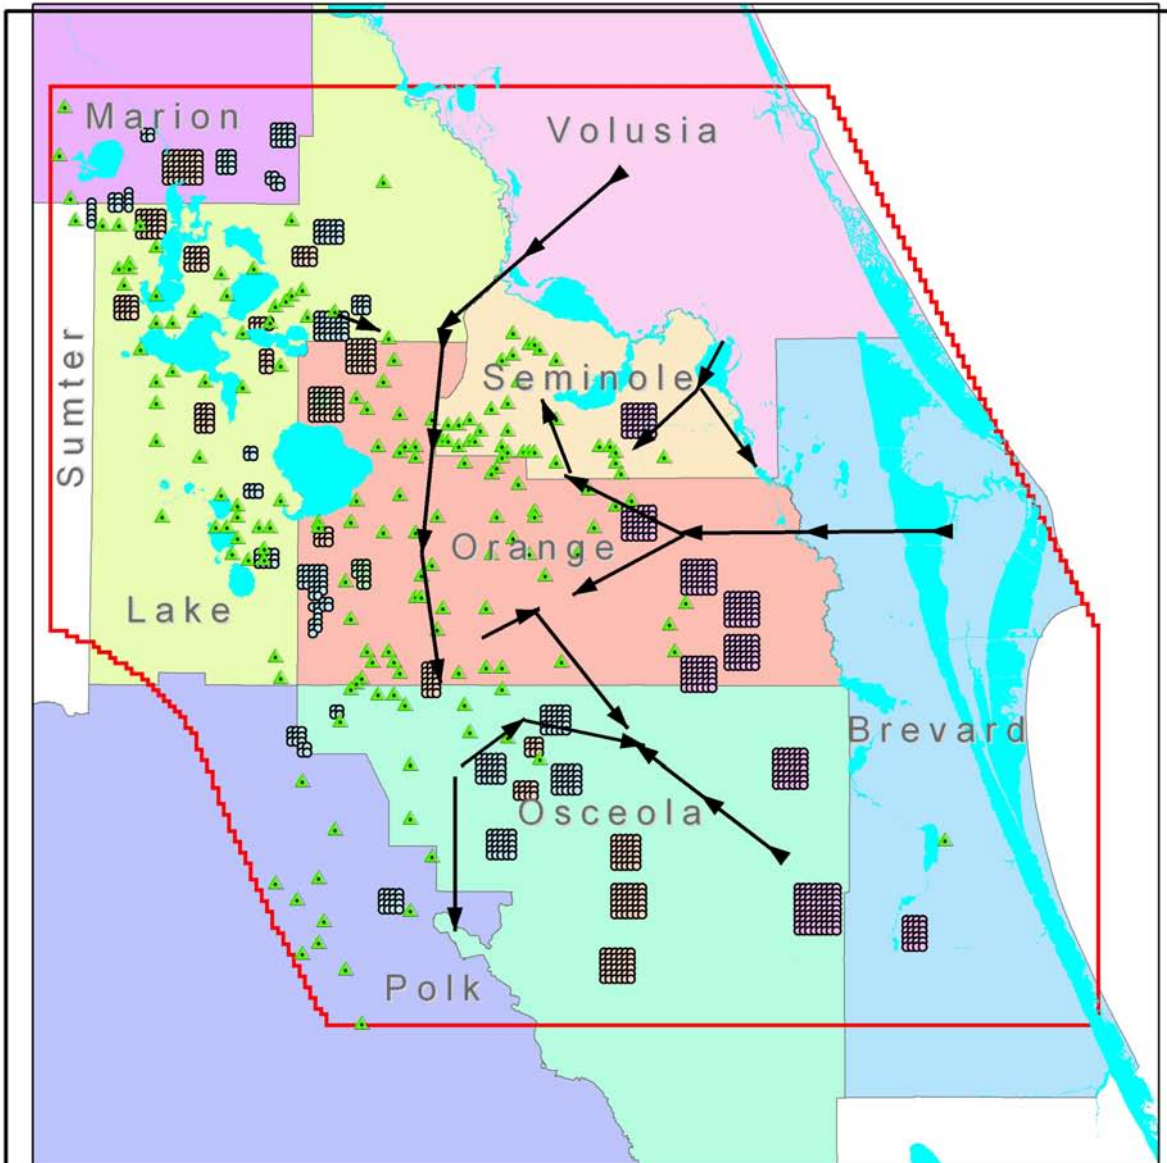 Marion
Volusia
Sumter
Seminole
Orange
Lake
Brevard
Osceola
Polk